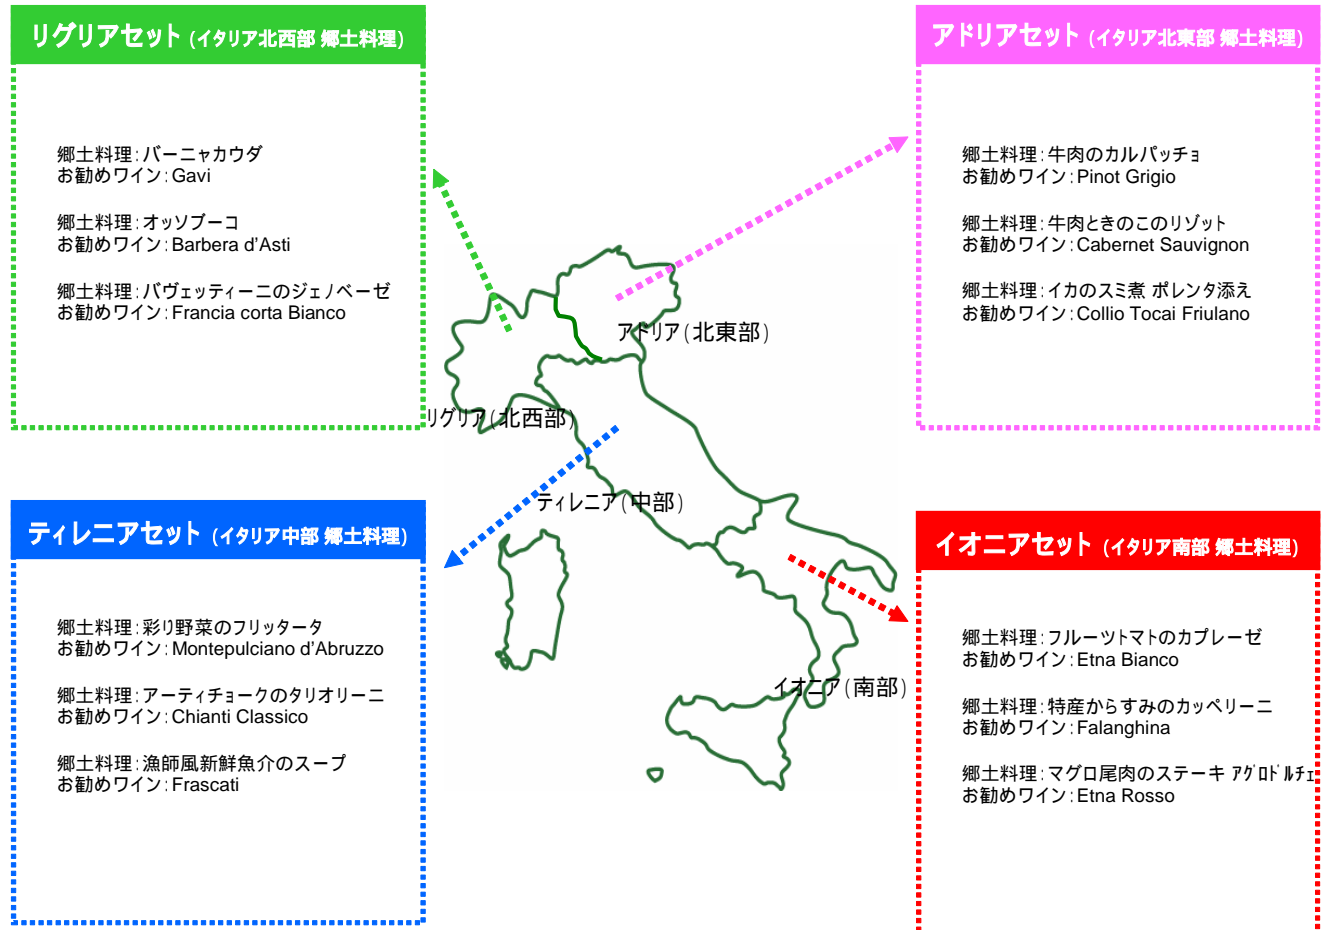 リグリアセット (イタリア北西部 郷土料理)
郷土料理:バーニャカウダ
お勧めワイン:Gavi
郷土料理:オッソブーコ
お勧めワイン:Barbera d'Asti
郷土料理:バヴェッティーニのジェノベーゼ
お勧めワイン:Francia corta Bianco
アドリアセット (イタリア北東部 郷土料理)
郷土料理:牛肉のカルパッチョ
お勧めワイン:Pinot Grigio
郷土料理:牛肉ときのこのリゾット
お勧めワイン:Cabernet Sauvignon
郷土料理:イカのスミ煮 ポレンタ添え
お勧めワイン:Collio Tocai Friulano
アドリア(北東部)
リグリア(北西部)
ティレニア(中部)
イオニア(南部)
ティレニアセット (イタリア中部 郷土料理)
郷土料理:彩り野菜のフリッタータ
お勧めワイン:Montepulciano d'Abruzzo
郷土料理:アーティチョークのタリオリーニ
お勧めワイン:Chianti Classico
郷土料理:漁師風新鮮魚介のスープ
お勧めワイン:Frascati
イオニアセット (イタリア南部 郷土料理)
郷土料理:フルーツトマトのカプレーゼ
お勧めワイン:Etna Bianco
郷土料理:特産からすみのカッペリーニ
お勧めワイン:Falanghina
郷土料理:マグロ尾肉のステーキ アグロドルチェ
お勧めワイン:Etna Rosso